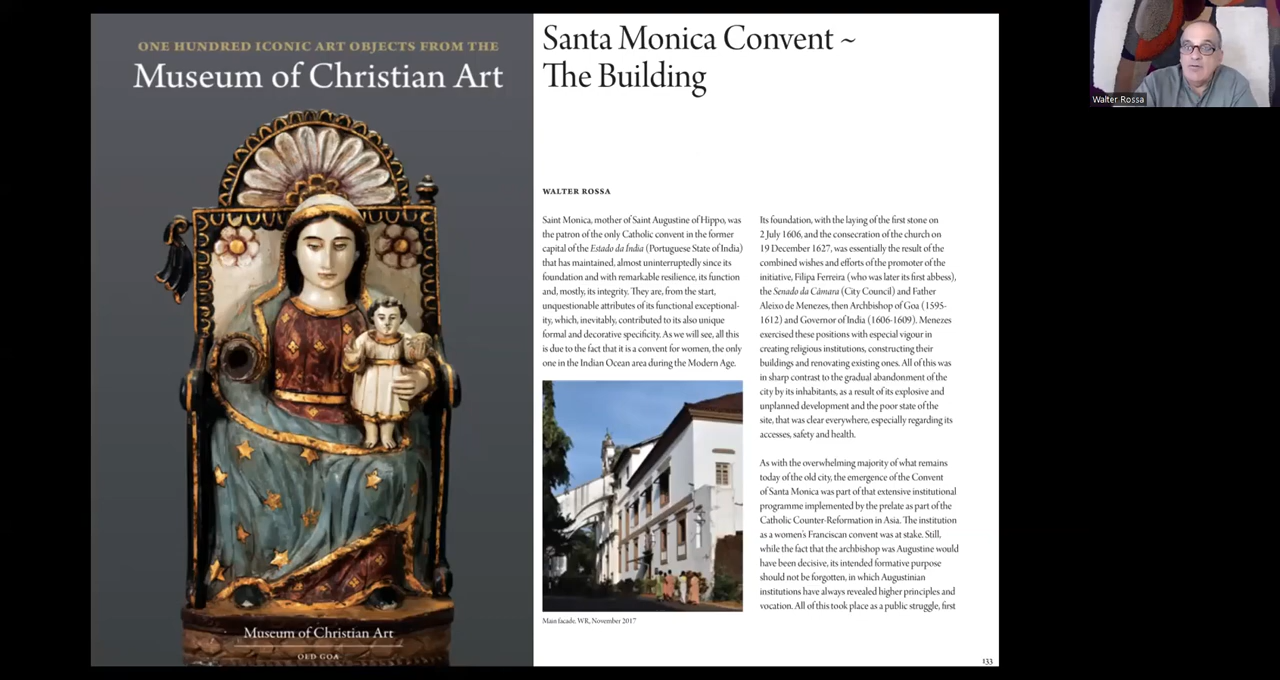 ONE HUNDRED ICONIC ART OBJECTS FROM THE
Museum of Christian Art
Museum of Christian Art
OLD GOA
Santa Monica Convent ~
The Building
WALTER ROSSA
Saint Monica, mother of Saint Augustine of Hippo, was
the patron of the only Catholic convent in the former
capital of the Estado da Índia (Portuguese State of India)
that has maintained, almost uninterruptedly since its
foundation and with remarkable resilience, its function
and, mostly, its integrity. They are, from the start,
unquestionable attributes of its functional exceptional-
ity, which, inevitably, contributed to its also unique
formal and decorative specificity. As we will see, all this
is due to the fact that it is a convent for women, the only
one in the Indian Ocean area during the Modern Age.
Main facade, WR, November 2017
Its foundation, with the laying of the first stone on
2 July 1606, and the consecration of the church on
19 December 1627, was essentially the result of the
combined wishes and efforts of the promoter of the
initiative, Filipa Ferreira (who was later its first abbess),
the Senado da Câmara (City Council) and Father
Aleixo de Menezes, then Archbishop of Goa (1595-
1612) and Governor of India (1606-1609). Menezes
exercised these positions with especial vigour in
creating religious institutions, constructing their
buildings and renovating existing ones. All of this was
in sharp contrast to the gradual abandonment of the
city by its inhabitants, as a result of its explosive and
unplanned development and the poor state of the
site, that was clear everywhere, especially regarding its
accesses, safety and health.
As with the overwhelming majority of what remains
today of the old city, the emergence of the Convent
of Santa Monica was part of that extensive institutional
programme implemented by the prelate as part of the
Catholic Counter-Reformation in Asia. The institution
as a women's Franciscan convent was at stake. Still,
while the fact that the archbishop was Augustine would
have been decisive, its intended formative purpose
should not be forgotten, in which Augustinian
institutions have always revealed higher principles and
vocation. All of this took place as a public struggle, first
133
Walter Rossa